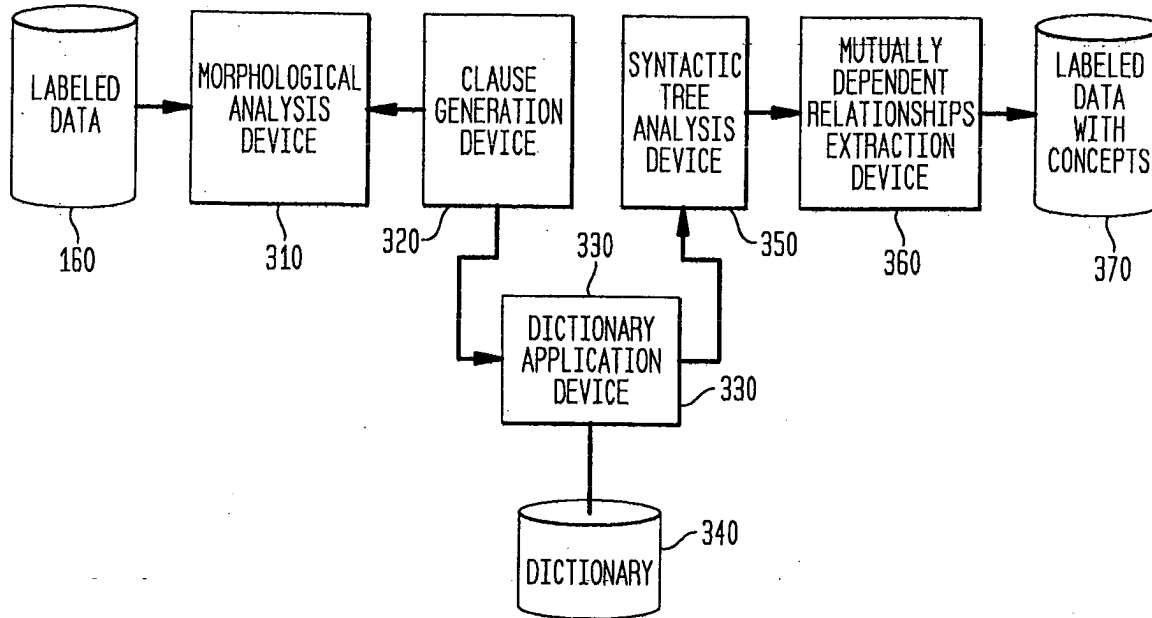 LABELED
DATA
160
MORPHOLOGICAL
ANALYSIS
DEVICE
310
CLAUSE
GENERATION
DEVICE
320
SYNTACTIC
TREE
ANALYSIS
DEVICE
350
MUTUALLY
DEPENDENT
RELATIONSHIPS
EXTRACTION
DEVICE
360
LABELED
DATA
WITH
CONCEPTS
370
330
DICTIONARY
APPLICATION
DEVICE
330
DICTIONARY
340